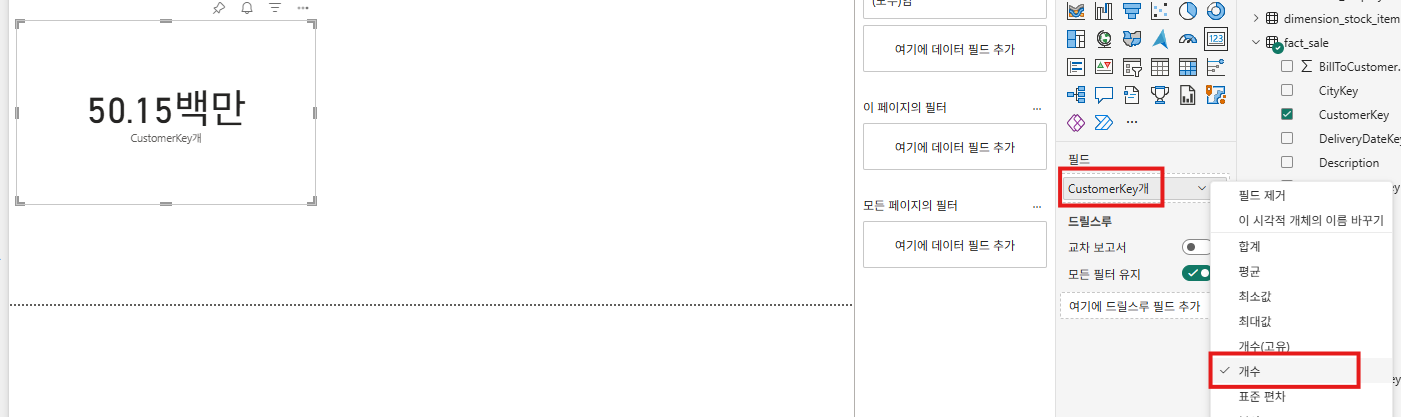 50.15백만
CustomerKey개
여기에 데이터 필드 추가
이 페이지의 필터
...
여기에 데이터 필드 추가
모든 페이지의 필터
...
여기에 데이터 필드 추가
123
...
필드
CustomerKey개
드릴스루
교차 보고서
모든 필터 유지
여기에 드릴스루 필드 추가
dimension_stock_item
fact_sale
BillToCustomer...
CityKey
CustomerKey
DeliveryDateKey
Description
필드 제거
이 시각적 개체의 이름 바꾸기
합계
평균
최소값
최대값
개수(고유)
개수
표준 편차